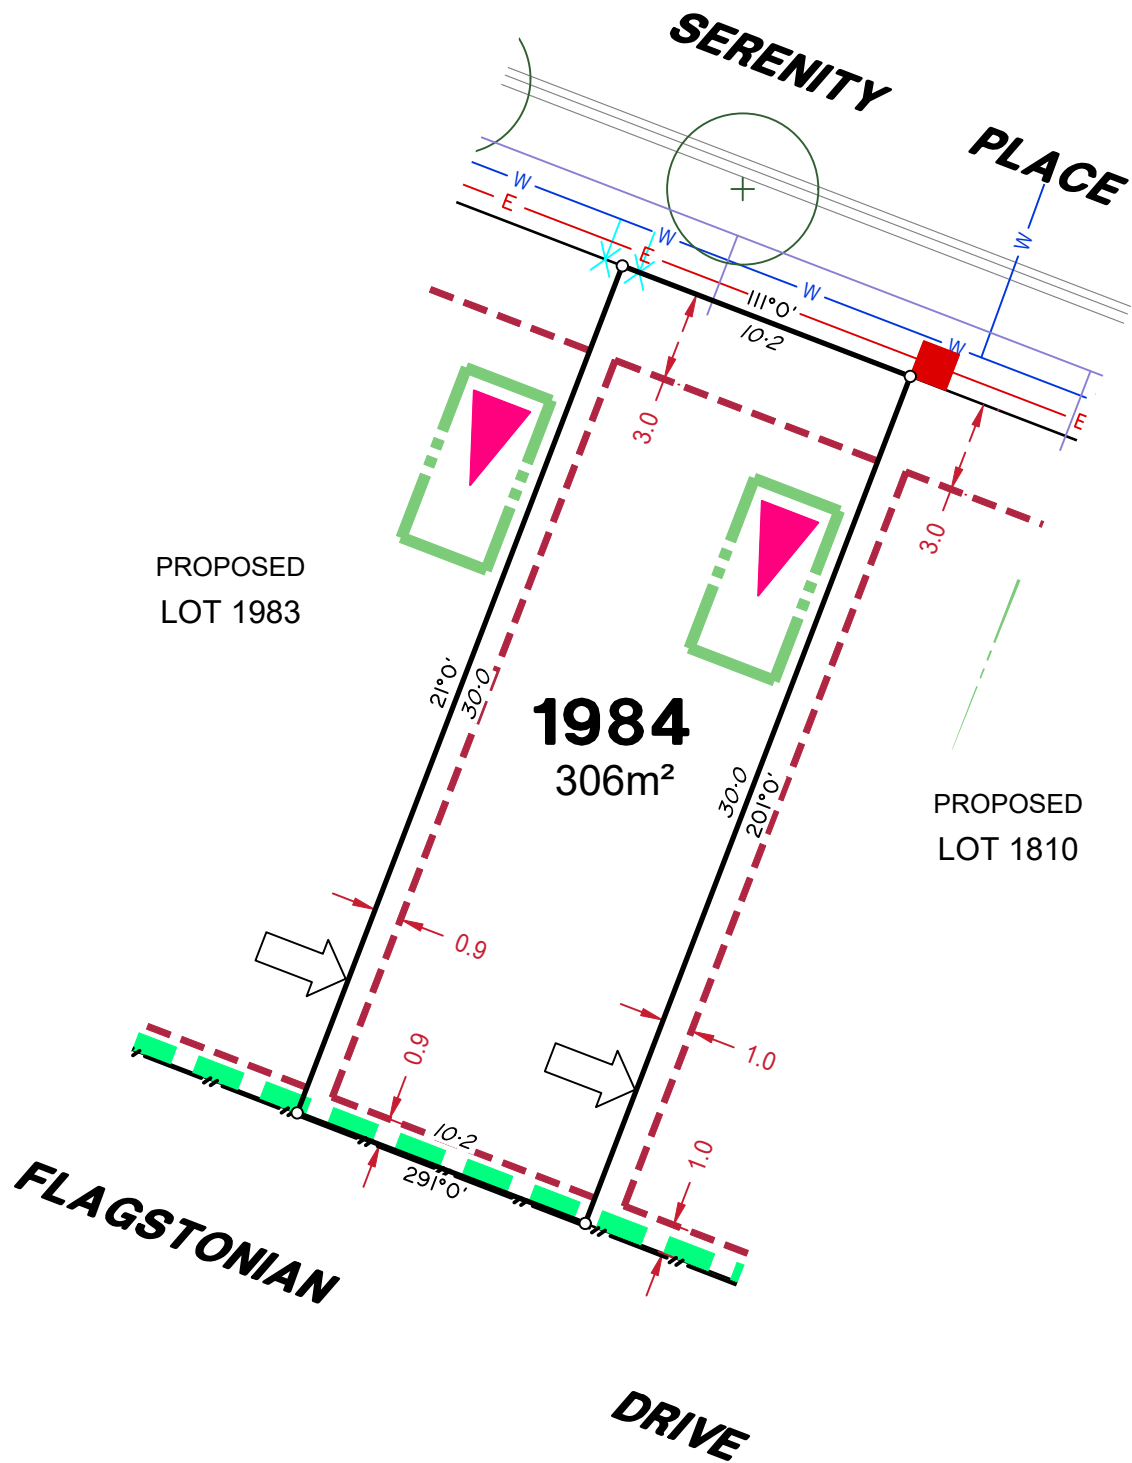 SERENITY
PLACE
W
E
W
E
W
W
W
E
111°0'
10·2
3.0
3.0
PROPOSED
LOT 1983
21°0'
30·0
1984
306m²
30·0
201°0'
PROPOSED
LOT 1810
0.9
0.9
1.0
1.0
10·2
291°0'
FLAGSTONIAN
DRIVE